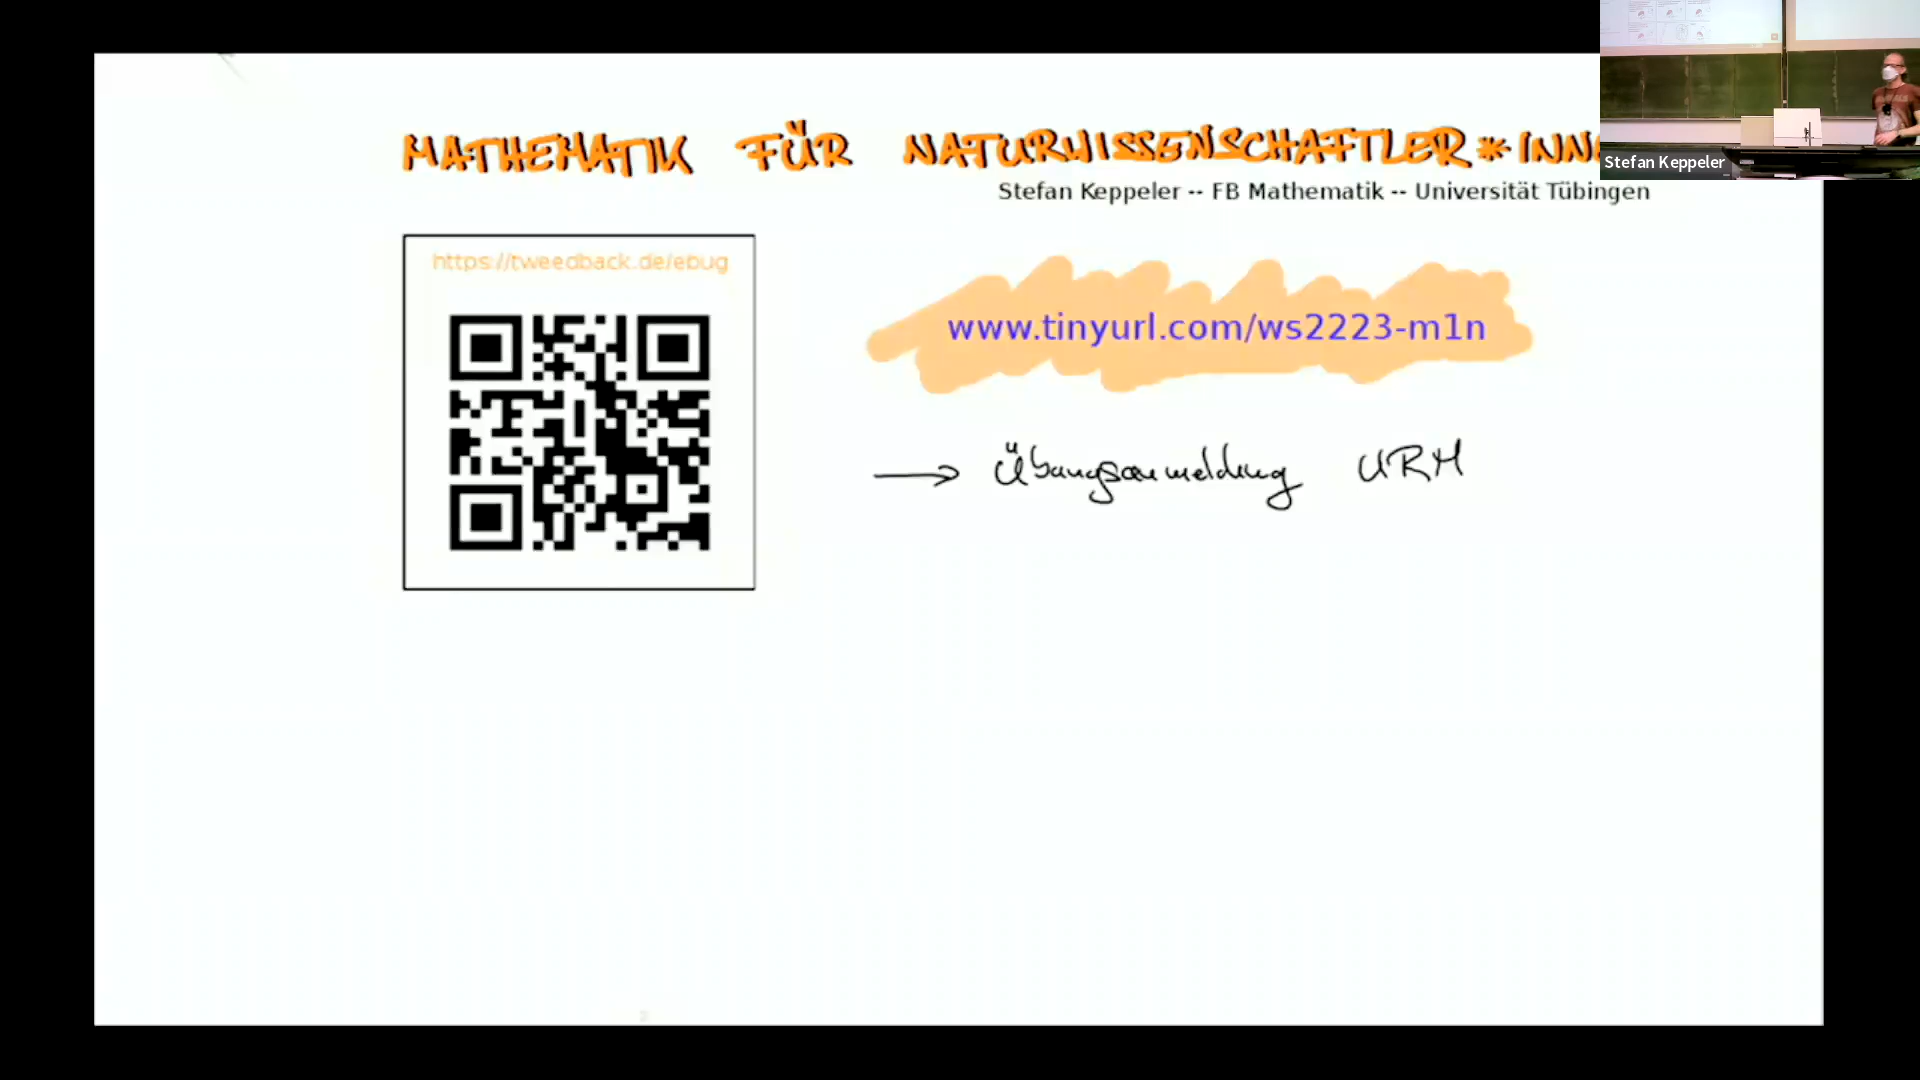 MATHEMATIK FÜR NATURWISSENSCHAFTLER*INN
Stefan Keppeler
Stefan Keppeler -- FB Mathematik -- Universität Tübingen
https://tweedback.de/ebug
www.tinyurl.com/ws2223-m1n
→ Übungsanmeldung URM